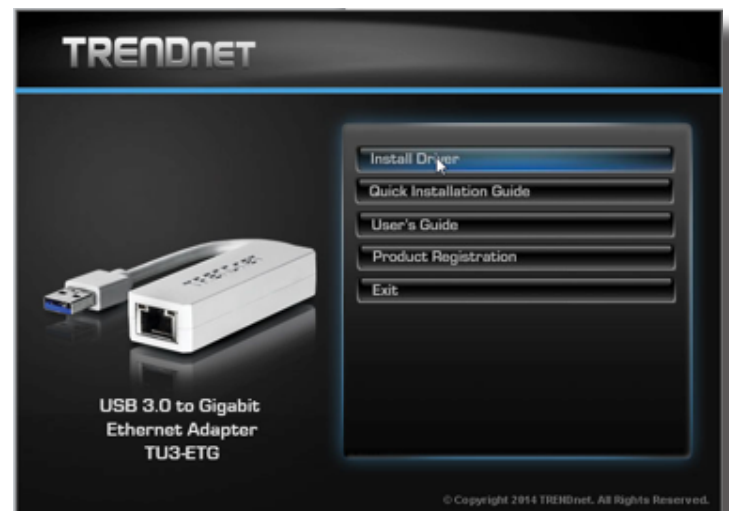 TRENDnet
Install Driver
Quick Installation Guide
User's Guide
Product Registration
Exit
TRENDnet
USB 3.0 to Gigabit
Ethernet Adapter
TU3-ETG
© Copyright 2014 TRENDnet. All Rights Reserved.